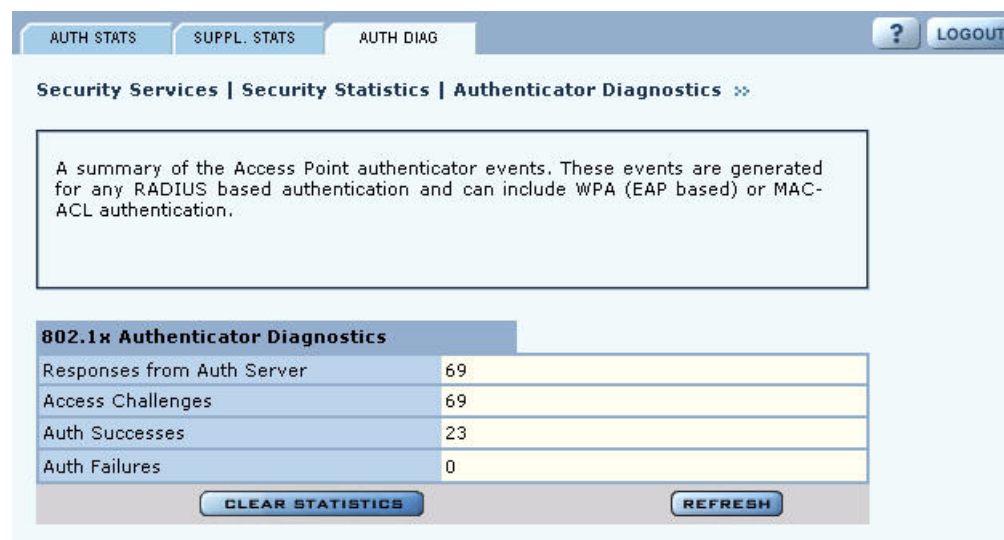 AUTH STATS SUPPL. STATS AUTH DIAG ? LOGOUT
Security Services | Security Statistics | Authenticator Diagnostics »
A summary of the Access Point authenticator events. These events are generated
for any RADIUS based authentication and can include WPA (EAP based) or MAC-
ACL authentication.
802.1x Authenticator Diagnostics
Responses from Auth Server 69
Access Challenges 69
Auth Successes 23
Auth Failures 0
CLEAR STATISTICS REFRESH